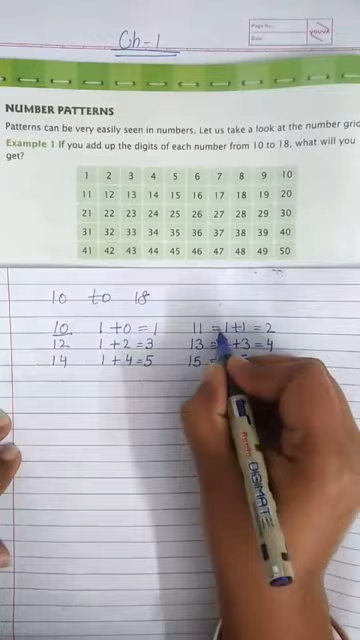 Ch-1
Page No.
Date
YOUVA
NUMBER PATTERNS
Patterns can be very easily seen in numbers. Let us take a look at the number grid
Example 1 If you add up the digits of each number from 10 to 18, what will you
get?
1 2 3 4 5 6 7 8 9 10
11 12 13 14 15 16 17 18 19 20
21 22 23 24 25 26 27 28 29 30
31 32 33 34 35 36 37 38 39 40
41 42 43 44 45 46 47 48 49 50
10 to 18
10 1+0=1 11=1+1=2
12 1+2=3 13= +3=4
14 1+4=5 15=
DIGIMATE